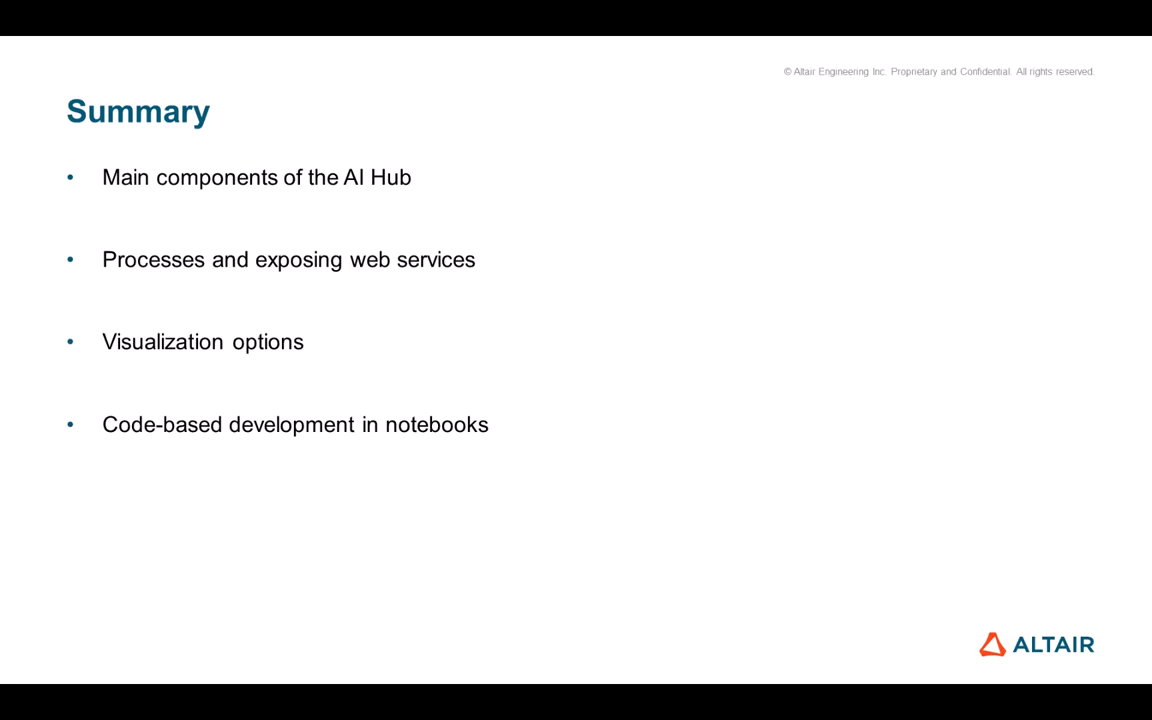 © Altair Engineering Inc. Proprietary and Confidential. All rights reserved.
Summary
• Main components of the AI Hub
• Processes and exposing web services
• Visualization options
• Code-based development in notebooks
ALTAIR